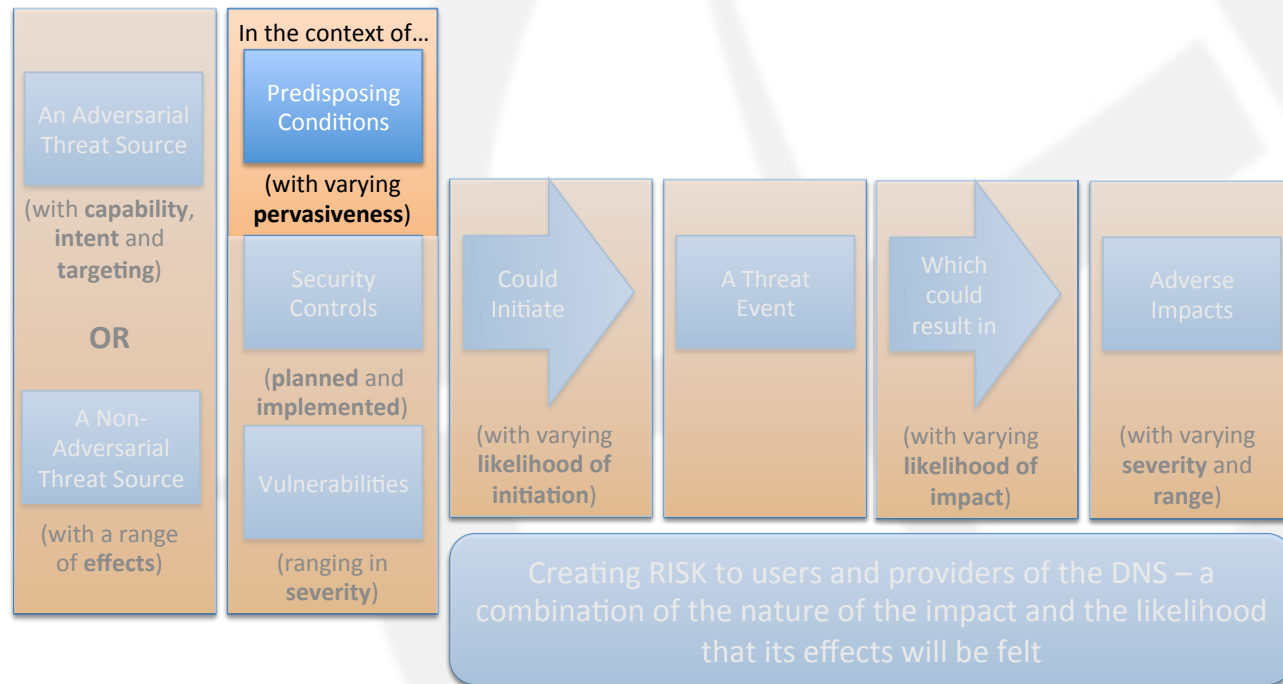 An Adversarial
Threat Source
(with capability,
intent and
targeting)
OR
A Non-
Adversarial
Threat Source
(with a range
of effects)
In the context of…
Predisposing
Conditions
(with varying
pervasiveness)
Security
Controls
(planned and
implemented)
Vulnerabilities
(ranging in
severity)
Could
Initiate
(with varying
likelihood of
initiation)
A Threat
Event
Which
could
result in
(with varying
likelihood of
impact)
Adverse
Impacts
(with varying
severity and
range)
Creating RISK to users and providers of the DNS – a
combination of the nature of the impact and the likelihood
that its effects will be felt